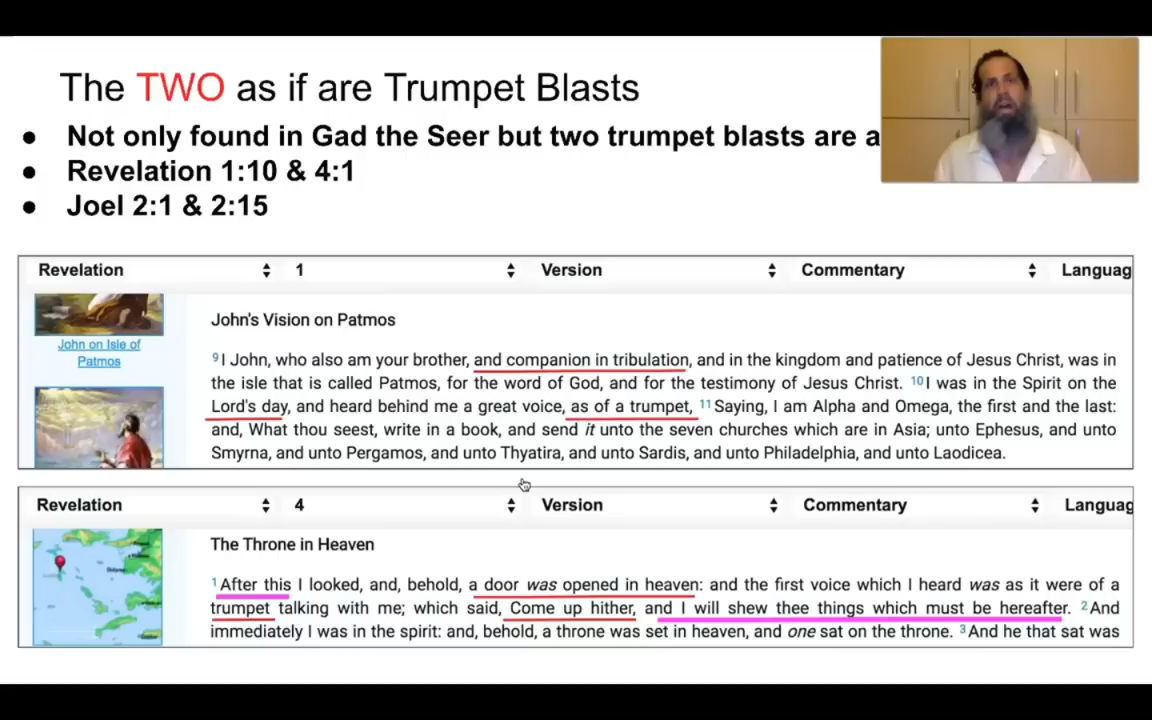 The TWO as if are Trumpet Blasts
● Not only found in Gad the Seer but two trumpet blasts are a
● Revelation 1:10 & 4:1
● Joel 2:1 & 2:15
Revelation 1 Version Commentary Languag
John on Isle of
Patmos
John's Vision on Patmos
9 I John, who also am your brother, and companion in tribulation, and in the kingdom and patience of Jesus Christ, was in
the isle that is called Patmos, for the word of God, and for the testimony of Jesus Christ. 10 I was in the Spirit on the
Lord's day, and heard behind me a great voice, as of a trumpet, 11 Saying, I am Alpha and Omega, the first and the last:
and, What thou seest, write in a book, and send it unto the seven churches which are in Asia; unto Ephesus, and unto
Smyrna, and unto Pergamos, and unto Thyatira, and unto Sardis, and unto Philadelphia, and unto Laodicea.
Revelation 4 Version Commentary Languag
The Throne in Heaven
1 After this I looked, and, behold, a door was opened in heaven: and the first voice which I heard was as it were of a
trumpet talking with me; which said, Come up hither, and I will shew thee things which must be hereafter. 2 And
immediately I was in the spirit: and, behold, a throne was set in heaven, and one sat on the throne. 3 And he that sat was